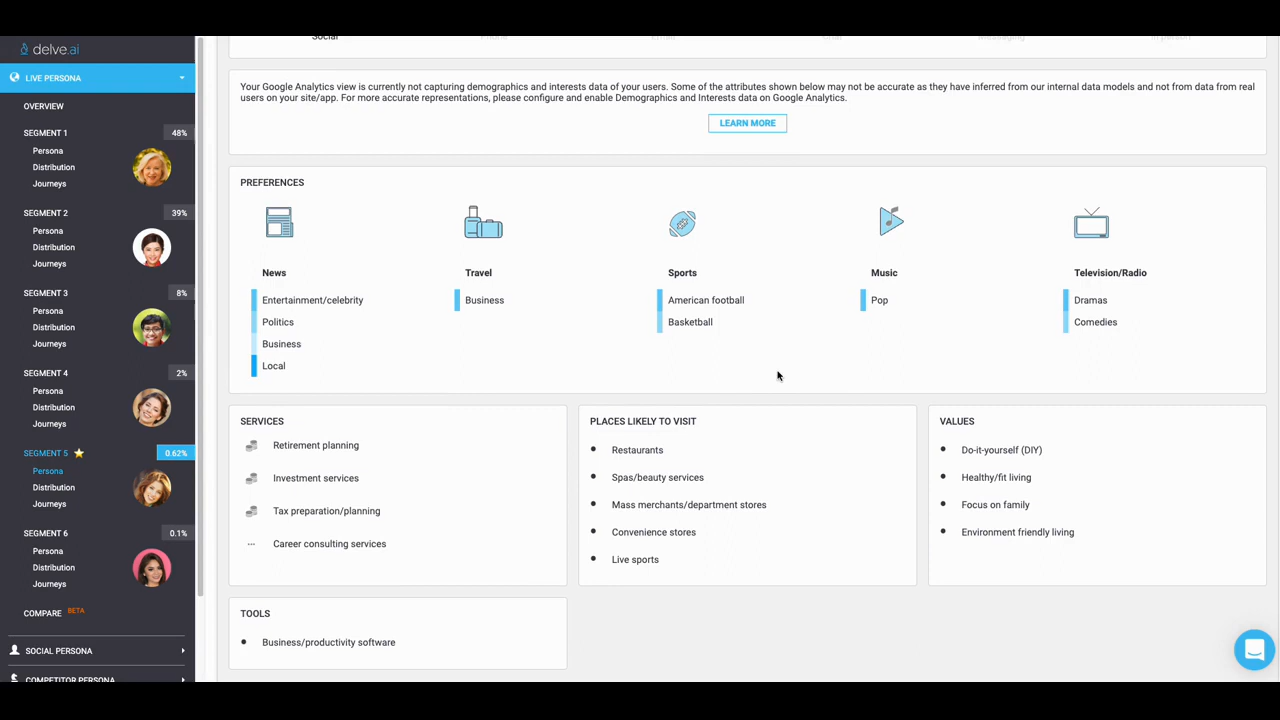 delve.ai
LIVE PERSONA
OVERVIEW
SEGMENT 1 48%
Persona
Distribution
Journeys
SEGMENT 2 39%
Persona
Distribution
Journeys
SEGMENT 3 8%
Persona
Distribution
Journeys
SEGMENT 4 2%
Persona
Distribution
Journeys
SEGMENT 5 0.62%
Persona
Distribution
Journeys
SEGMENT 6 0.1%
Persona
Distribution
Journeys
COMPARE BETA
SOCIAL PERSONA
COMPETITOR PERSONA
Social Phone Email Chat Messaging In person
Your Google Analytics view is currently not capturing demographics and interests data of your users. Some of the attributes shown below may not be accurate as they have inferred from our internal data models and not from data from real
users on your site/app. For more accurate representations, please configure and enable Demographics and Interests data on Google Analytics.
LEARN MORE
PREFERENCES
News
Entertainment/celebrity
Politics
Business
Local
Travel
Business
Sports
American football
Basketball
Music
Pop
Television/Radio
Dramas
Comedies
SERVICES
Retirement planning
Investment services
Tax preparation/planning
Career consulting services
PLACES LIKELY TO VISIT
Restaurants
Spas/beauty services
Mass merchants/department stores
Convenience stores
Live sports
VALUES
Do-it-yourself (DIY)
Healthy/fit living
Focus on family
Environment friendly living
TOOLS
Business/productivity software